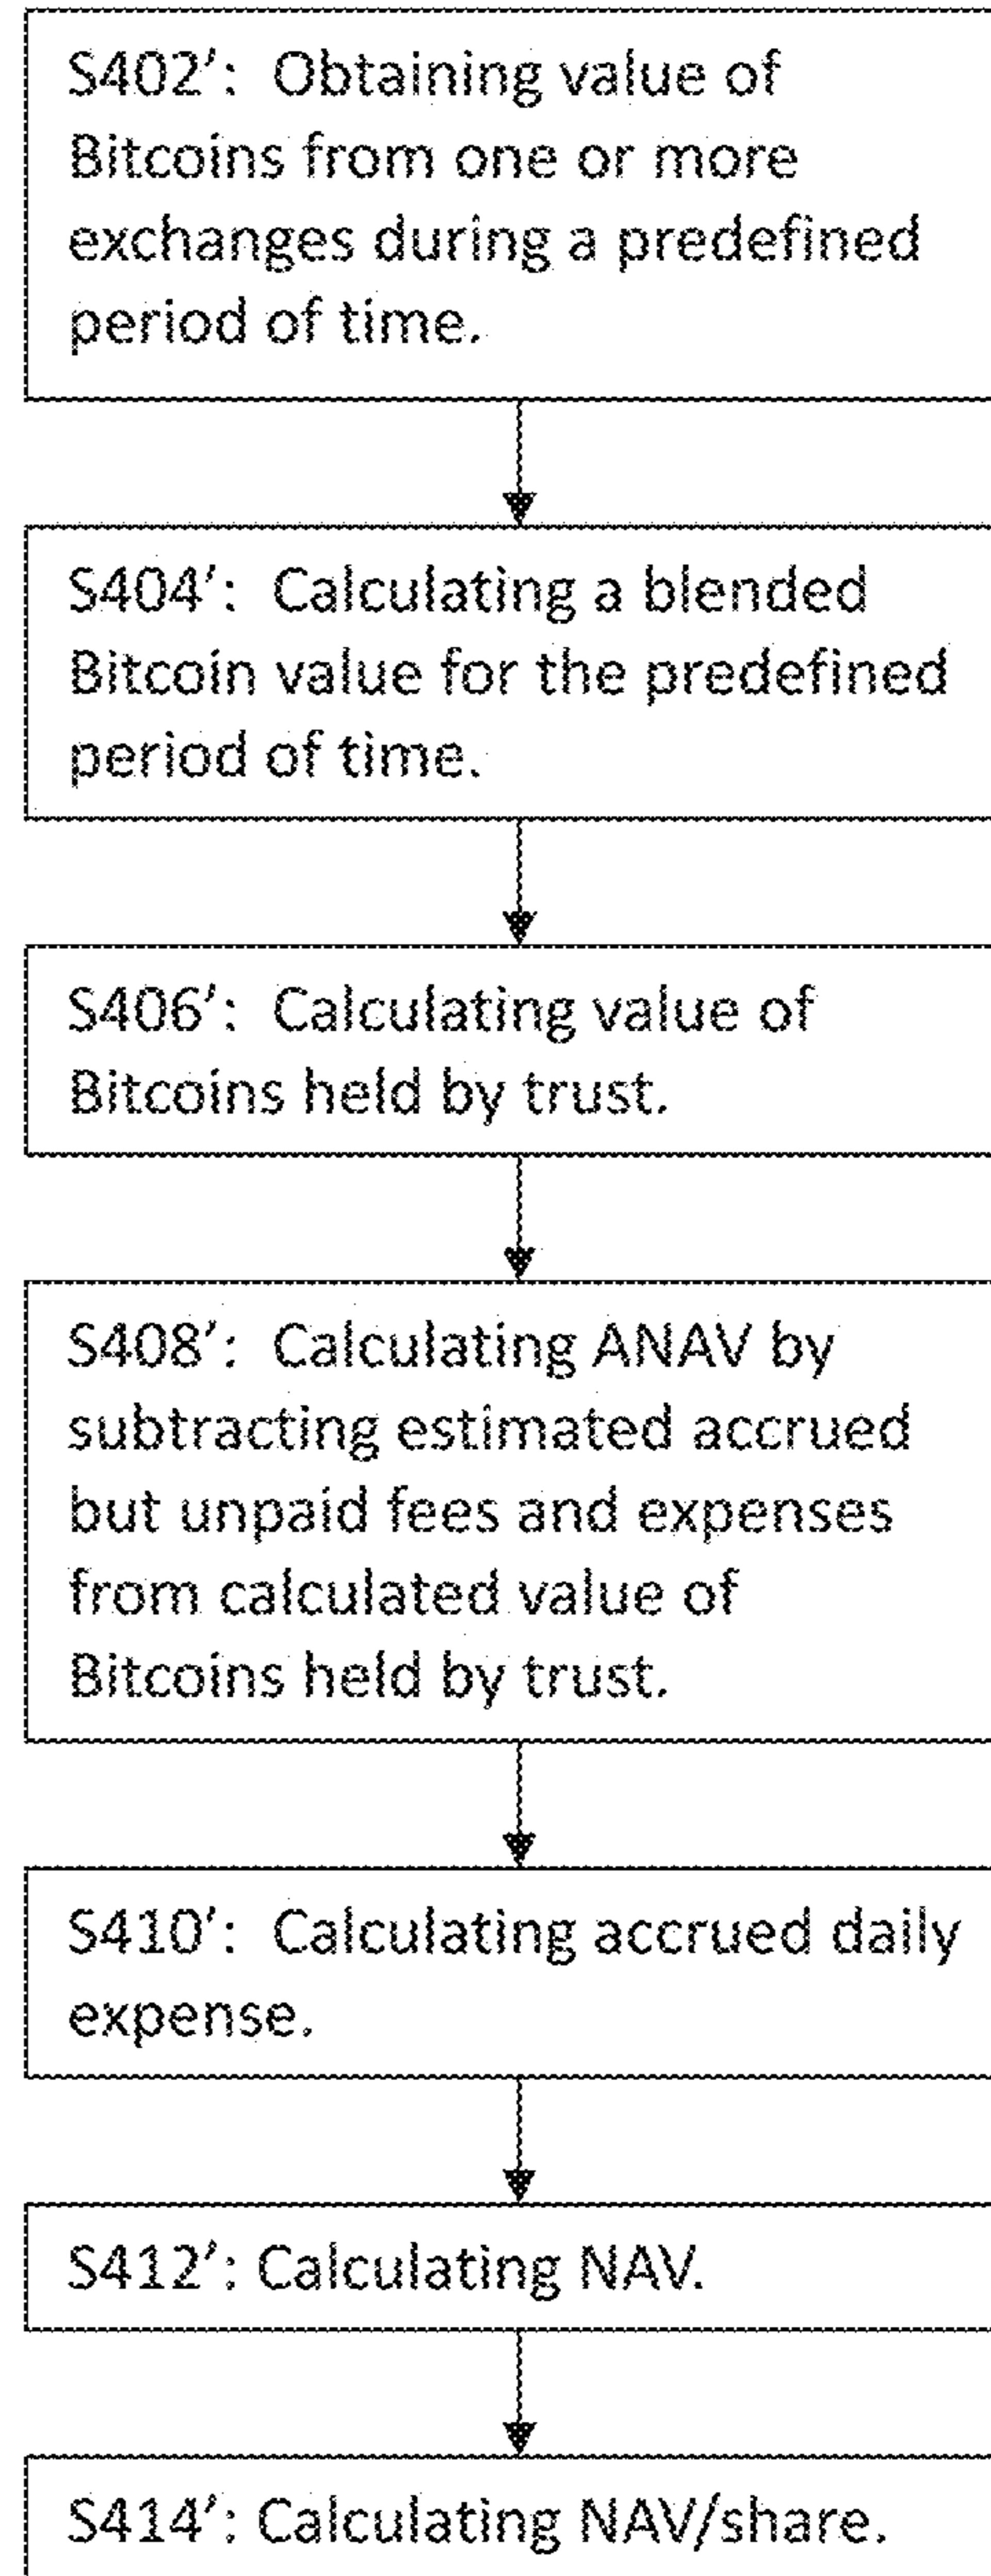 S402′: Obtaining value of
Bitcoins from one or more
exchanges during a predefined
period of time.
S404′: Calculating a blended
Bitcoin value for the predefined
period of time.
S406′: Calculating value of
Bitcoins held by trust.
S408′: Calculating ANAV by
subtracting estimated accrued
but unpaid fees and expenses
from calculated value of
Bitcoins held by trust.
S410′: Calculating accrued daily
expense.
S412′: Calculating NAV.
S414′: Calculating NAV/share.